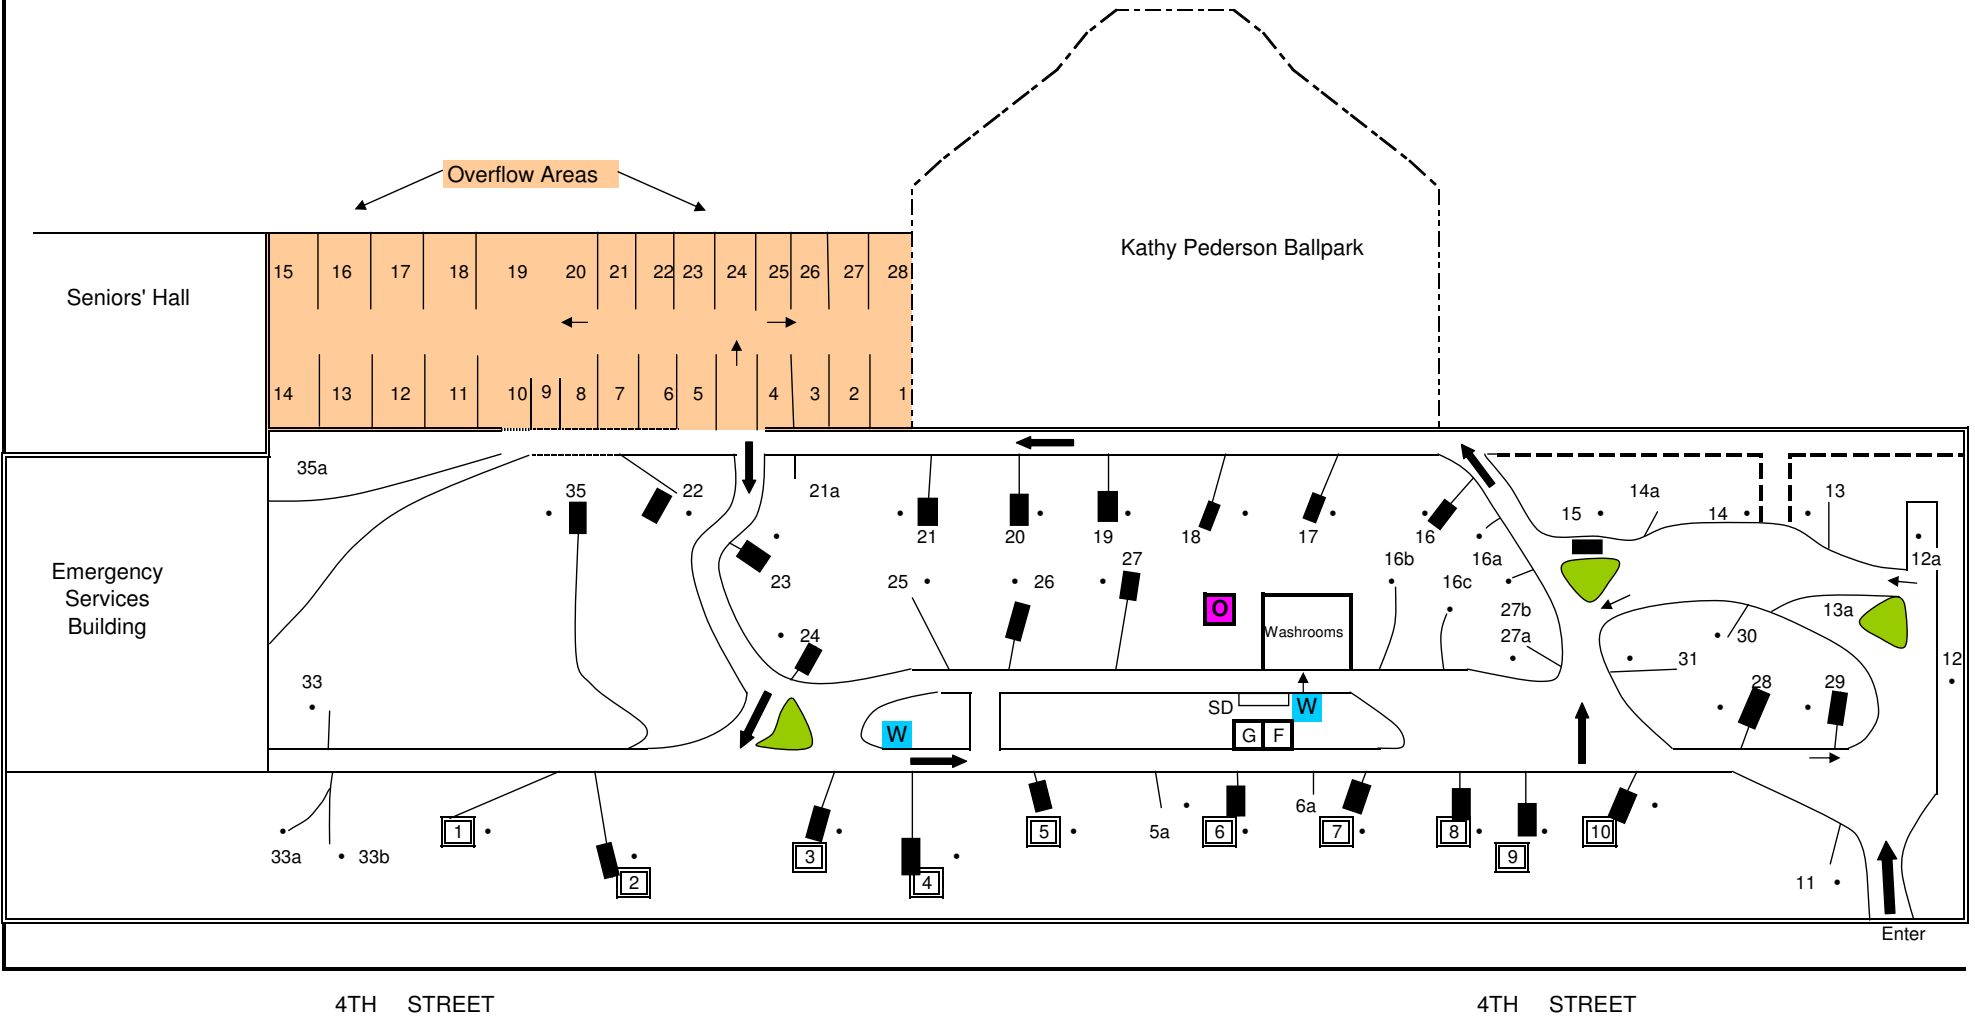 Overflow Areas
Kathy Pederson Ballpark
Seniors' Hall
15 16 17 18 19 20 21 22 23 24 25 26 27 28
14 13 12 11 10 9 8 7 6 5 4 3 2 1
35a
35 22 21a 14a 13
15 14
21 20 19 18 17 16
27 16b 16a 12a
Emergency
Services
Building
23 25 26 16c
O 27b 13a
24 Washrooms 27a 30
31 12
33 28 29
SD W
W G F
6a
1 5 5a 6 7 8 10
33a 33b 3 9
2 4 11
Enter
4TH STREET 4TH STREET